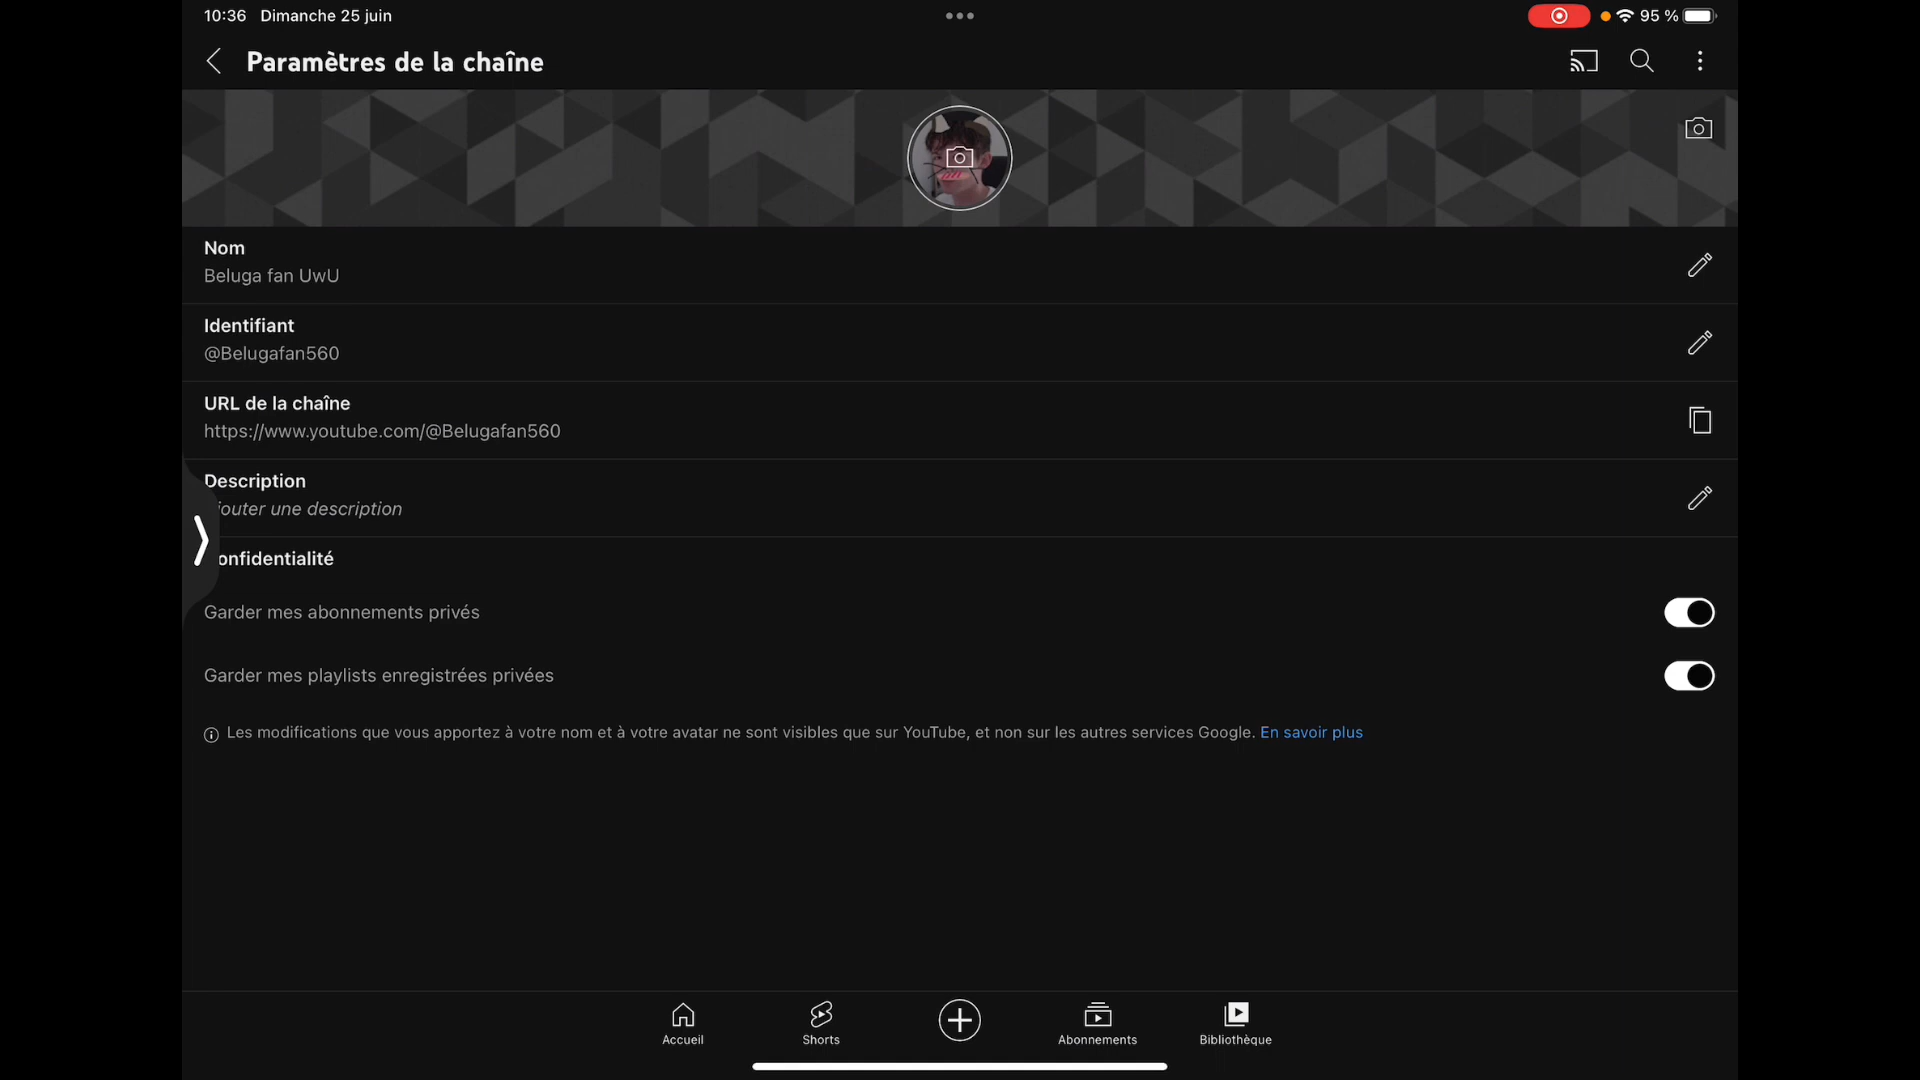 10:36 Dimanche 25 juin
95 %
Paramètres de la chaîne
Nom
Beluga fan UwU
Identifiant
@Belugafan560
URL de la chaîne
https://www.youtube.com/@Belugafan560
Description
jouter une description
onfidentialité
Garder mes abonnements privés
Garder mes playlists enregistrées privées
Les modifications que vous apportez à votre nom et à votre avatar ne sont visibles que sur YouTube, et non sur les autres services Google. En savoir plus
Accueil
Shorts
Abonnements
Bibliothèque